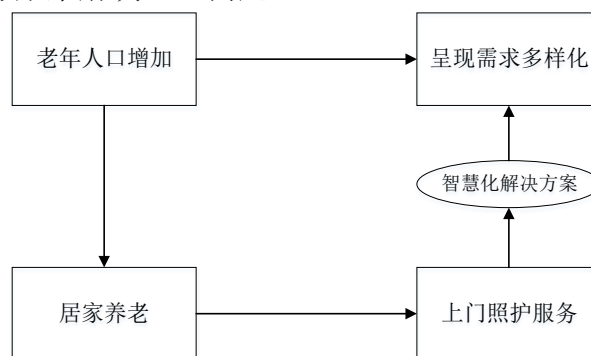 老年人口增加
呈现需求多样化
智慧化解决方案
居家养老
上门照护服务